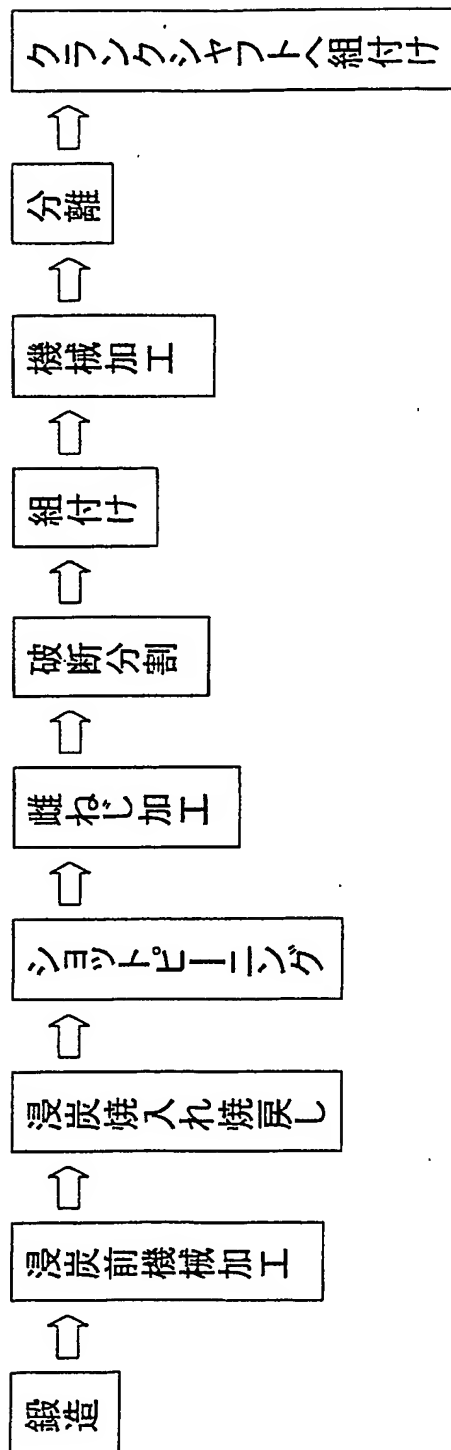 鍛造
浸炭前機械加工
浸炭焼入れ焼戻し
ショットピーニング
雌ねじ加工
破断分割
組付け
機械加工
分離
クランクシャフトへ組付け